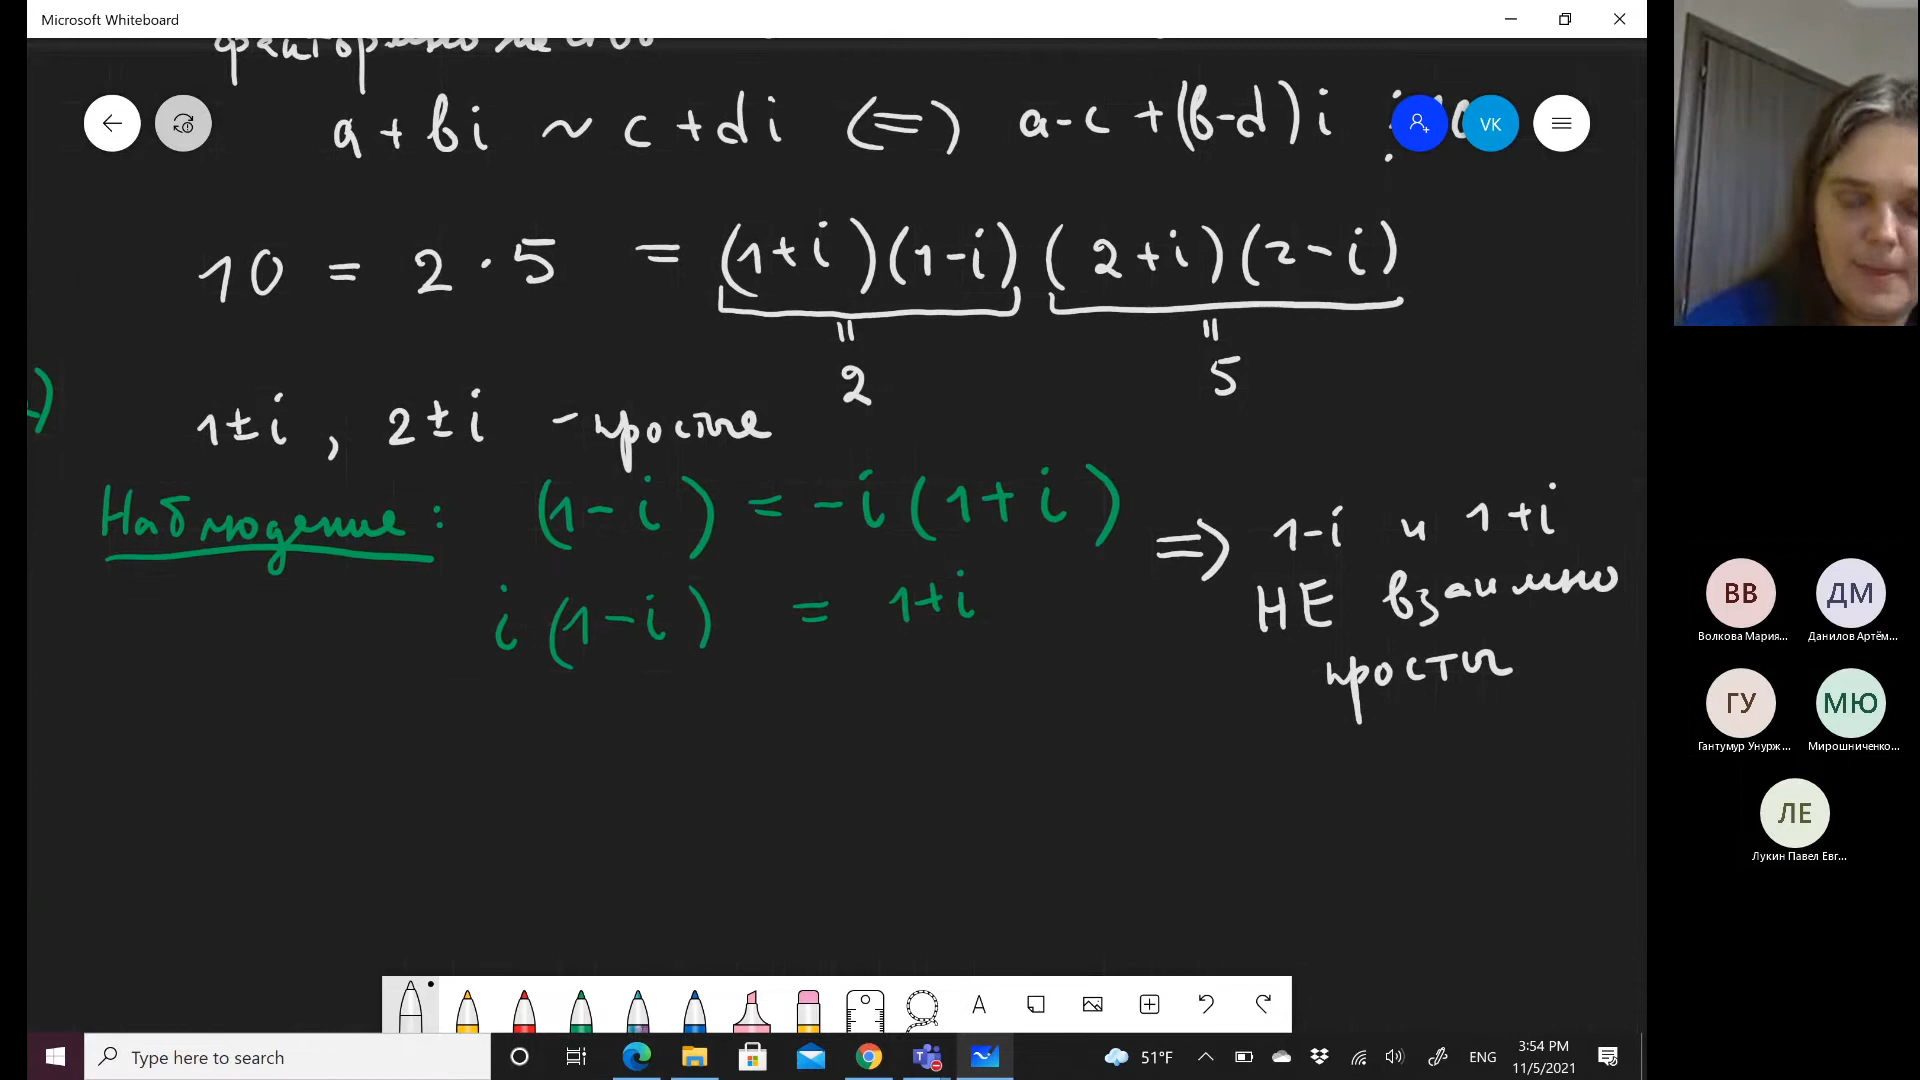 Microsoft Whiteboard
a + bi ~ c + di <=> a-c + (b-d)i
VK
10 = 2 · 5 = (1+i)(1-i)(2+i)(2-i)
= 2
= 5
1±i, 2±i - простые
Наблюдение: (1-i) = -i(1+i)
i(1-i) = 1+i
=> 1-i и 1+i
НЕ взаимно
просты
ВВ
Волкова Мария...
ДМ
Данилов Артём...
ГУ
Гантумур Унурж...
МЮ
Мирошниченко...
ЛЕ
Лукин Павел Евг...
Type here to search
51°F
ENG
3:54 PM
11/5/2021